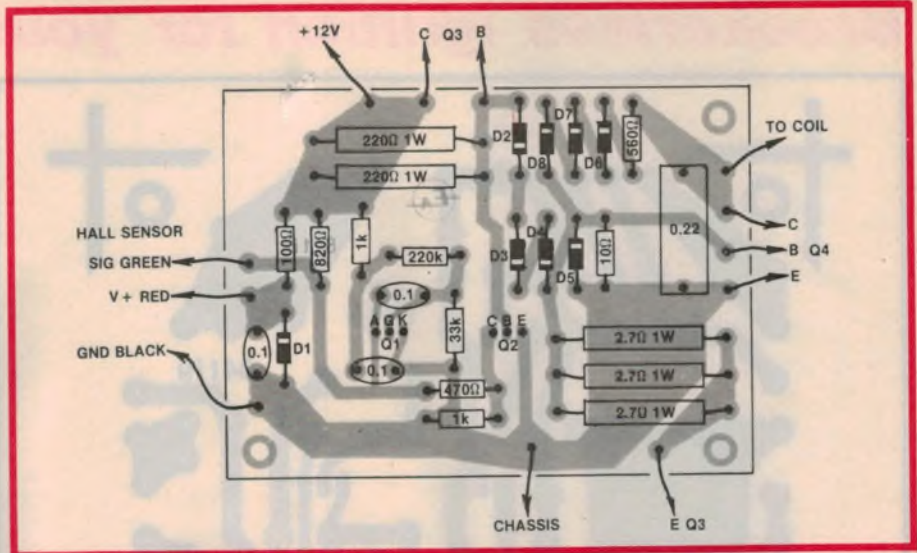 +12V
C Q3 B
D2
D7
D8
D6
560Ω
TO COIL
220Ω 1W
220Ω 1W
0.22
C
B Q4
E
HALL SENSOR
SIG GREEN
V + RED
GND BLACK
100Ω
820Ω
1k
220k
D3
D4
D5
10Ω
0.1
33k
A G K
Q1
C B E
Q2
0.1
D1
0.1
470Ω
1k
2.7Ω 1W
2.7Ω 1W
2.7Ω 1W
CHASSIS
E Q3